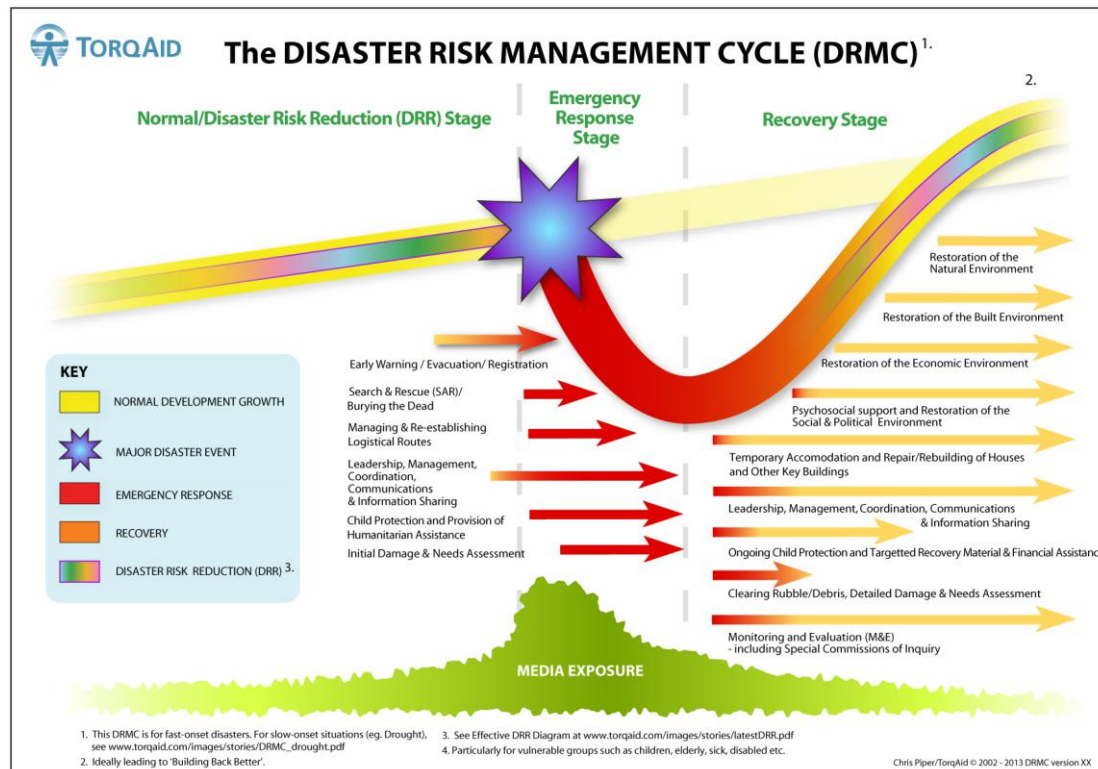 TORQAID
The DISASTER RISK MANAGEMENT CYCLE (DRMC) 1.
2.
Normal/Disaster Risk Reduction (DRR) Stage
Emergency
Response
Stage
Recovery Stage
Restoration of the
Natural Environment
Restoration of the Built Environment
Early Warning / Evacuation/ Registration
Restoration of the Economic Environment
KEY
NORMAL DEVELOPMENT GROWTH
MAJOR DISASTER EVENT
EMERGENCY RESPONSE
RECOVERY
DISASTER RISK REDUCTION (DRR) 3.
Search & Rescue (SAR)/
Burying the Dead
Managing & Re-establishing
Logistical Routes
Leadership, Management,
Coordination,
Communications
& Information Sharing
Child Protection and Provision of
Humanitarian Assistance
Initial Damage & Needs Assessment
Psychosocial support and Restoration of the
Social & Political Environment
Temporary Accomodation and Repair/Rebuilding of Houses
and Other Key Buildings
Leadership, Management, Coordination, Communications
& Information Sharing
Ongoing Child Protection and Targetted Recovery Material & Financial Assistanc
Clearing Rubble/Debris, Detailed Damage & Needs Assessment
Monitoring and Evaluation (M&E)
- including Special Commissions of Inquiry
MEDIA EXPOSURE
1. This DRMC is for fast-onset disasters. For slow-onset situations (eg. Drought),
see www.torqaid.com/images/stories/DRMC_drought.pdf
2. Ideally leading to 'Building Back Better'.
3. See Effective DRR Diagram at www.torqaid.com/images/stories/latestDRR.pdf
4. Particularly for vulnerable groups such as children, elderly, sick, disabled etc.
Chris Piper/TorqAid © 2002 - 2013 DRMC version XX